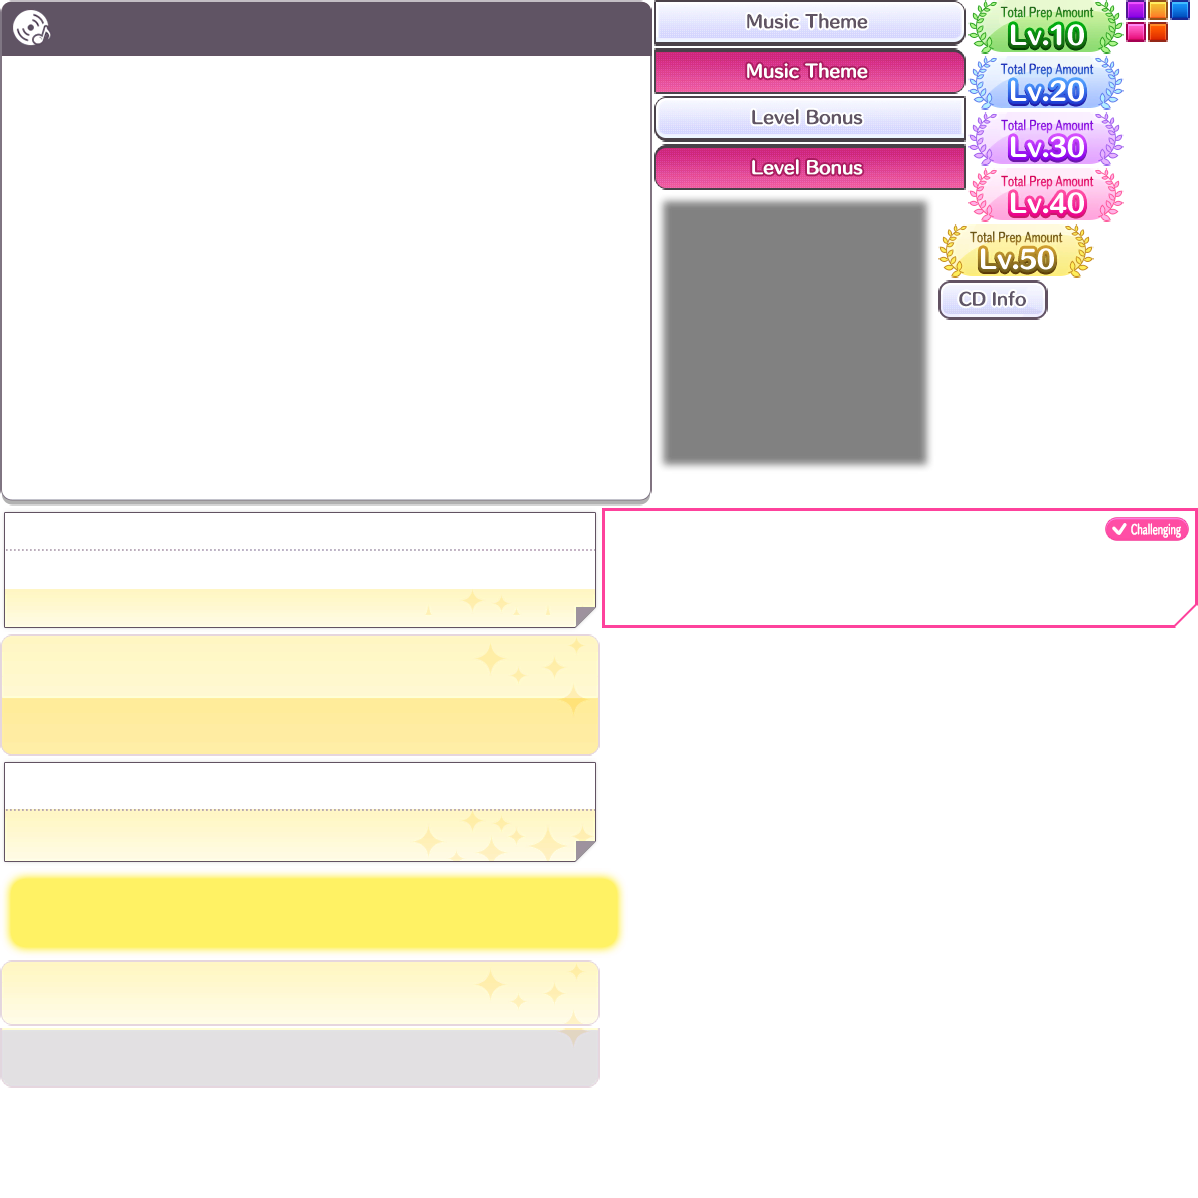 Music Theme
Music Theme
Level Bonus
Level Bonus
Total Prep Amount
Lv.10
Total Prep Amount
Lv.20
Total Prep Amount
Lv.30
Total Prep Amount
Lv.40
Total Prep Amount
Lv.50
CD Info
Challenging